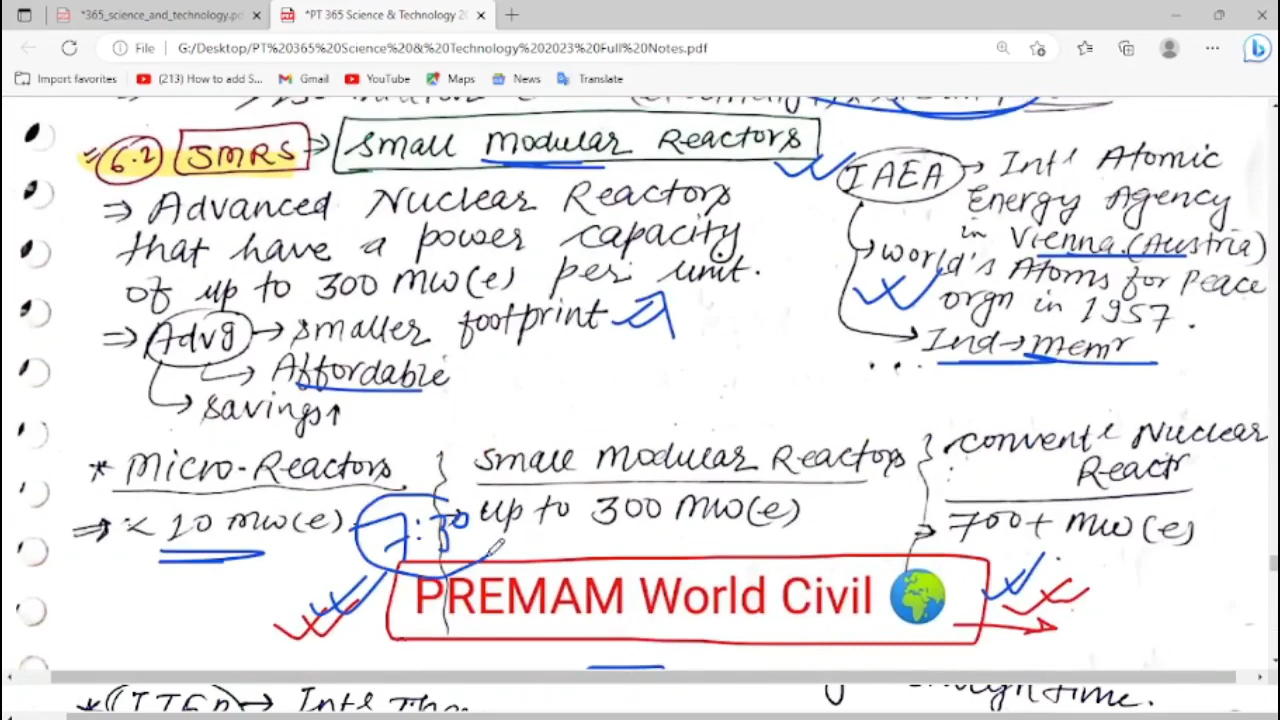 *365_science_and_technology.pd
*PT 365 Science & Technology 20
File
G:/Desktop/PT%20365%20Science%20&%20Technology%202023%20Full%20Notes.pdf
Import favorites
(213) How to add S...
Gmail
YouTube
Maps
News
Translate
6.2 SMRS → Small Modular Reactors
⇒ Advanced Nuclear Reactors
that have a power capacity
of up to 300 MW(e) per unit.
⇒ Advg → smaller footprint
→ Affordable
→ savings↑
IAEA → Int'l Atomic
Energy Agency
in Vienna.(Austria)
→ world's Atoms for Peace
orgn in 1957.
→ Ind → memr
* Micro-Reactors
⇒ < 10 MW(e)
7:30
Small Modular Reactors
→ up to 300 MW(e)
convent'l Nuclear
Reactr
→ 700+ MW(e)
PREMAM World Civil